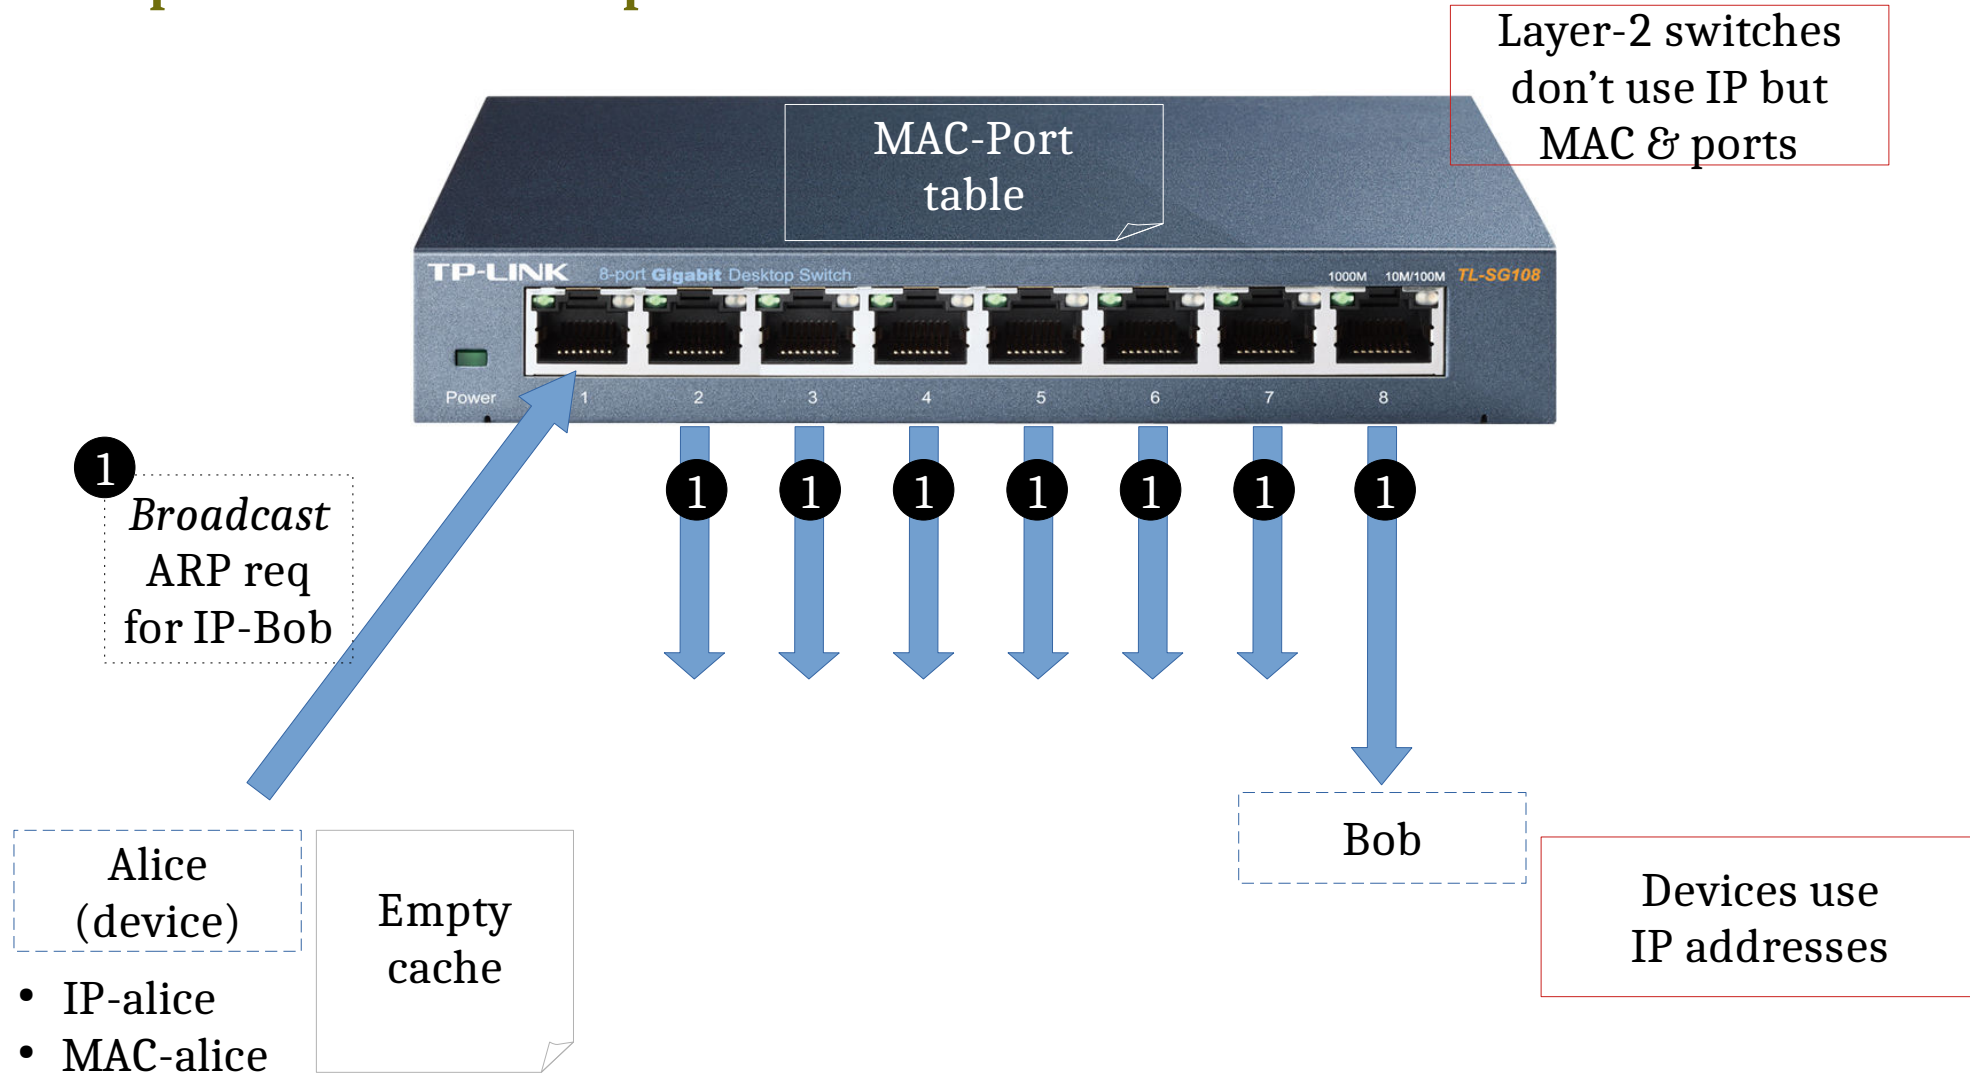 Layer-2 switches
don’t use IP but
MAC & ports
MAC-Port
table
TP-LINK 8-port Gigabit Desktop Switch 1000M 10M/100M TL-SG108
Power 1 2 3 4 5 6 7 8
1
Broadcast
ARP req
for IP-Bob
1 1 1 1 1 1 1
Alice
(device)
• IP-alice
• MAC-alice
Empty
cache
Bob
Devices use
IP addresses